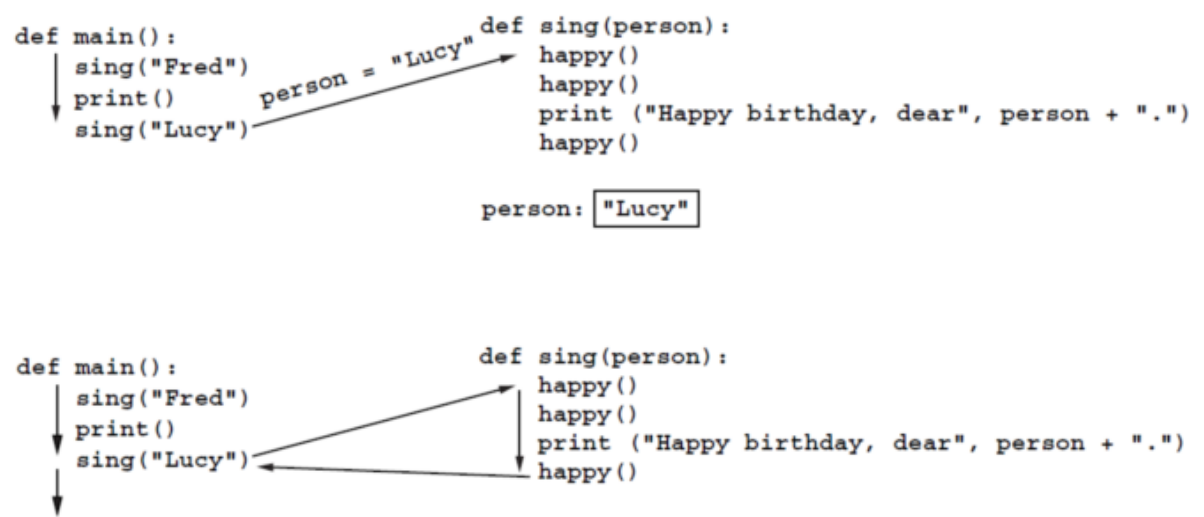 def main():
    sing("Fred")
    print()
    sing("Lucy")
person = "Lucy"
def sing(person):
    happy()
    happy()
    print ("Happy birthday, dear", person + ".")
    happy()
person: "Lucy"
def main():
    sing("Fred")
    print()
    sing("Lucy")
def sing(person):
    happy()
    happy()
    print ("Happy birthday, dear", person + ".")
    happy()